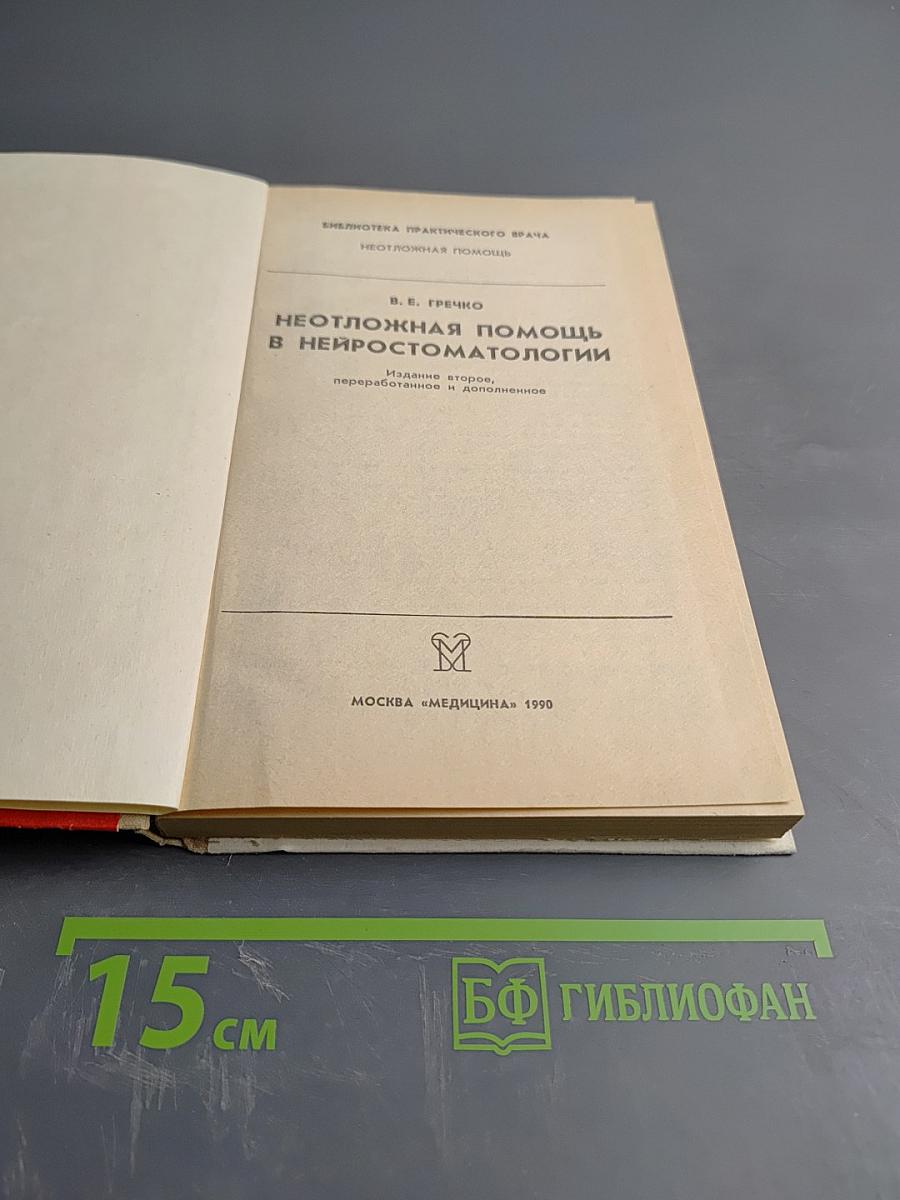 БИБЛИОТЕКА ПРАКТИЧЕСКОГО ВРАЧА
НЕОТЛОЖНАЯ ПОМОЩЬ
В. Е. ГРЕЧКО
НЕОТЛОЖНАЯ ПОМОЩЬ
В НЕЙРОСТОМАТОЛОГИИ
Издание второе,
переработанное и дополненное
МОСКВА «МЕДИЦИНА» 1990
15 см
БФ ГИБЛИОФАН